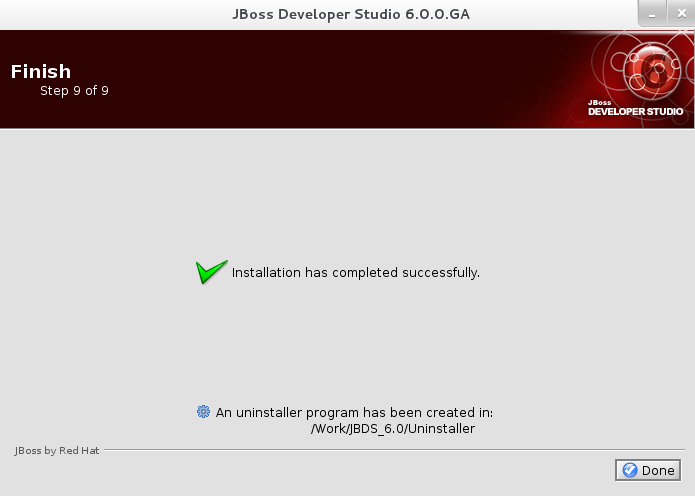 JBoss Developer Studio 6.0.0.GA
Finish
Step 9 of 9
6
JBoss
DEVELOPER STUDIO
Installation has completed successfully.
An uninstaller program has been created in:
/Work/JBDS_6.0/Uninstaller
JBoss by Red Hat
Done